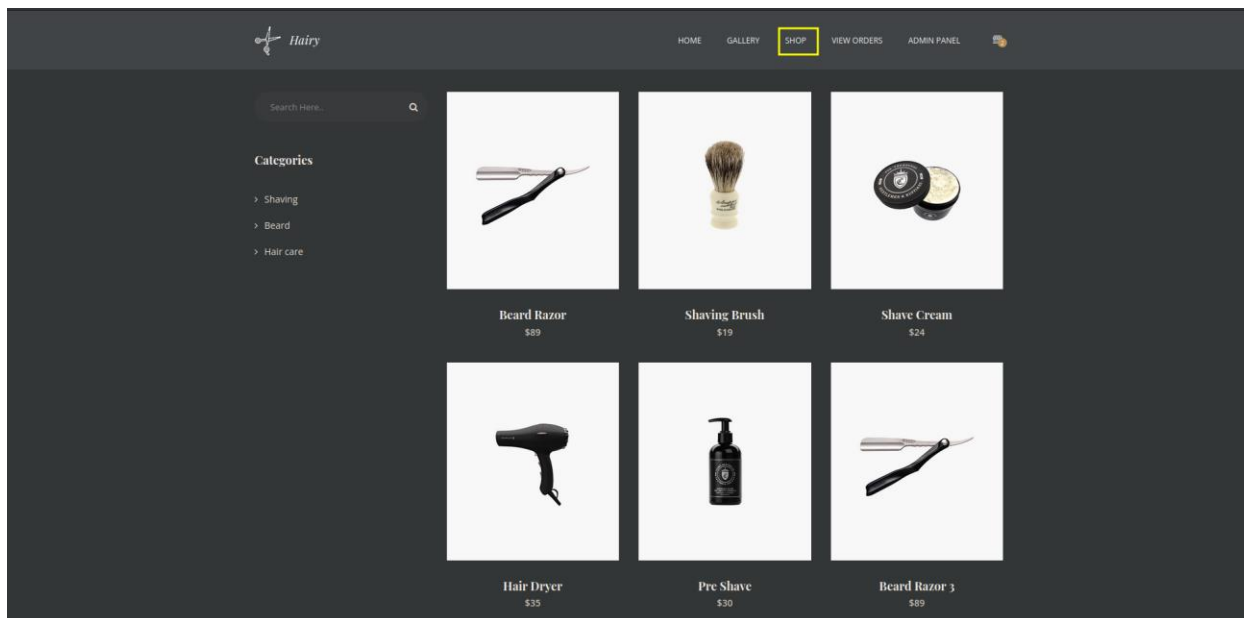 Hairy
HOME GALLERY SHOP VIEW ORDERS ADMIN PANEL
Search Here..
Categories
Shaving
Beard
Hair care
Beard Razor
$89
Shaving Brush
$19
Shave Cream
$24
Hair Dryer
$35
Pre Shave
$30
Beard Razor 3
$89